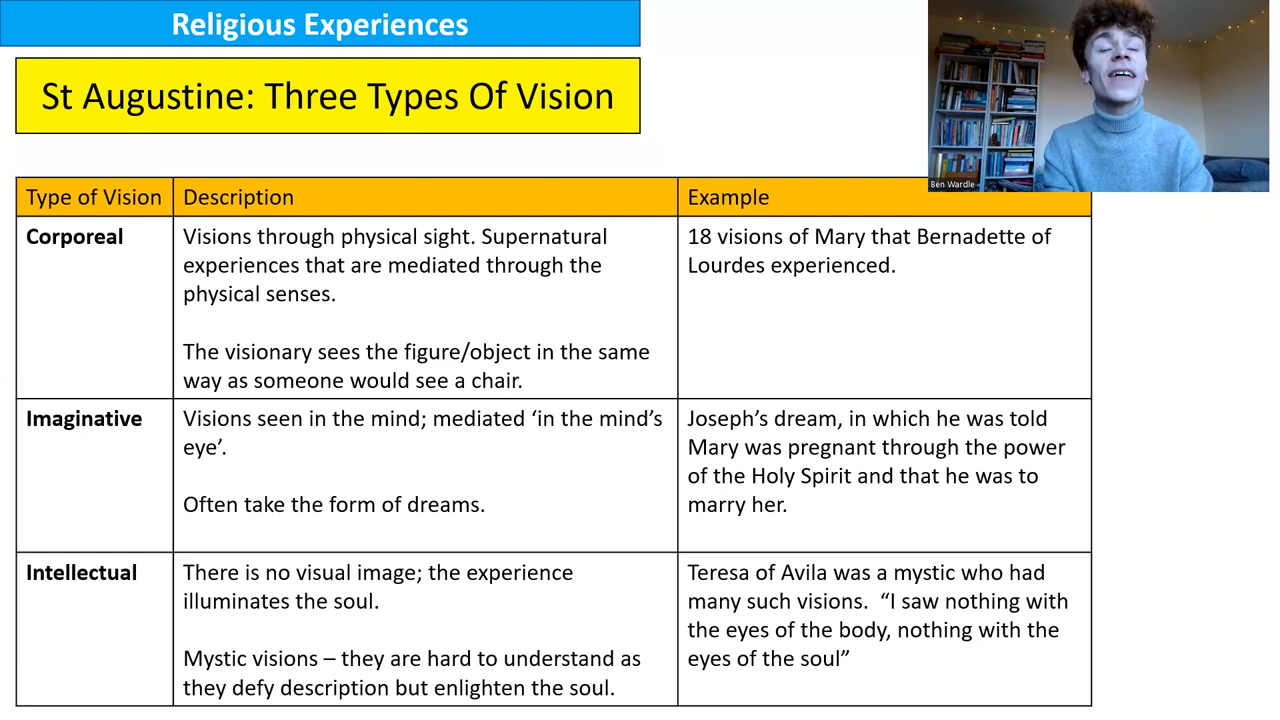 Religious Experiences
St Augustine: Three Types Of Vision
Ben Wardle
Type of Vision
Description
Example
Corporeal
Visions through physical sight. Supernatural
experiences that are mediated through the
physical senses.
The visionary sees the figure/object in the same
way as someone would see a chair.
18 visions of Mary that Bernadette of
Lourdes experienced.
Imaginative
Visions seen in the mind; mediated ‘in the mind’s
eye’.
Often take the form of dreams.
Joseph’s dream, in which he was told
Mary was pregnant through the power
of the Holy Spirit and that he was to
marry her.
Intellectual
There is no visual image; the experience
illuminates the soul.
Mystic visions – they are hard to understand as
they defy description but enlighten the soul.
Teresa of Avila was a mystic who had
many such visions.  “I saw nothing with
the eyes of the body, nothing with the
eyes of the soul”